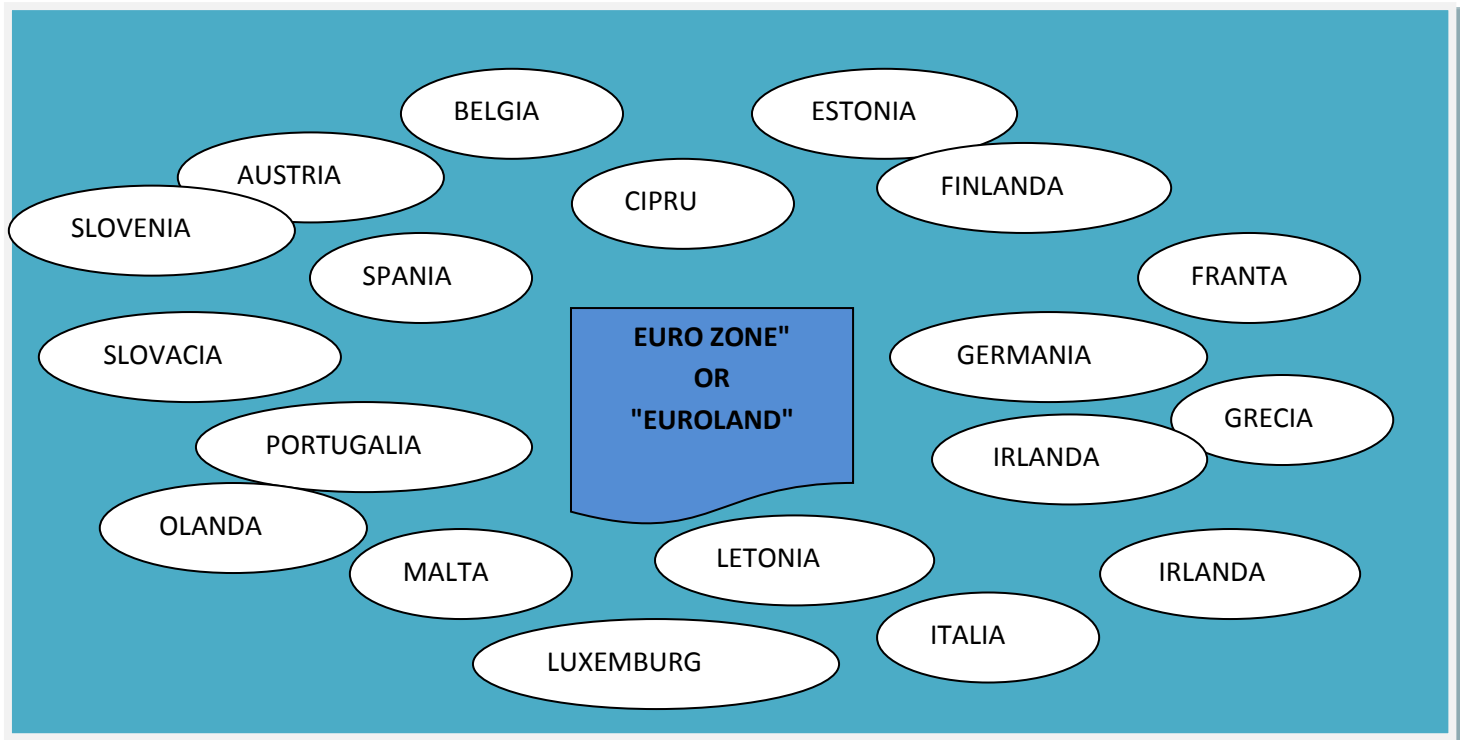 BELGIA
ESTONIA
AUSTRIA
FINLANDA
CIPRU
SLOVENIA
SPANIA
FRANTA
EURO ZONE"
OR
"EUROLAND"
SLOVACIA
GERMANIA
GRECIA
PORTUGALIA
IRLANDA
OLANDA
LETONIA
MALTA
IRLANDA
ITALIA
LUXEMBURG